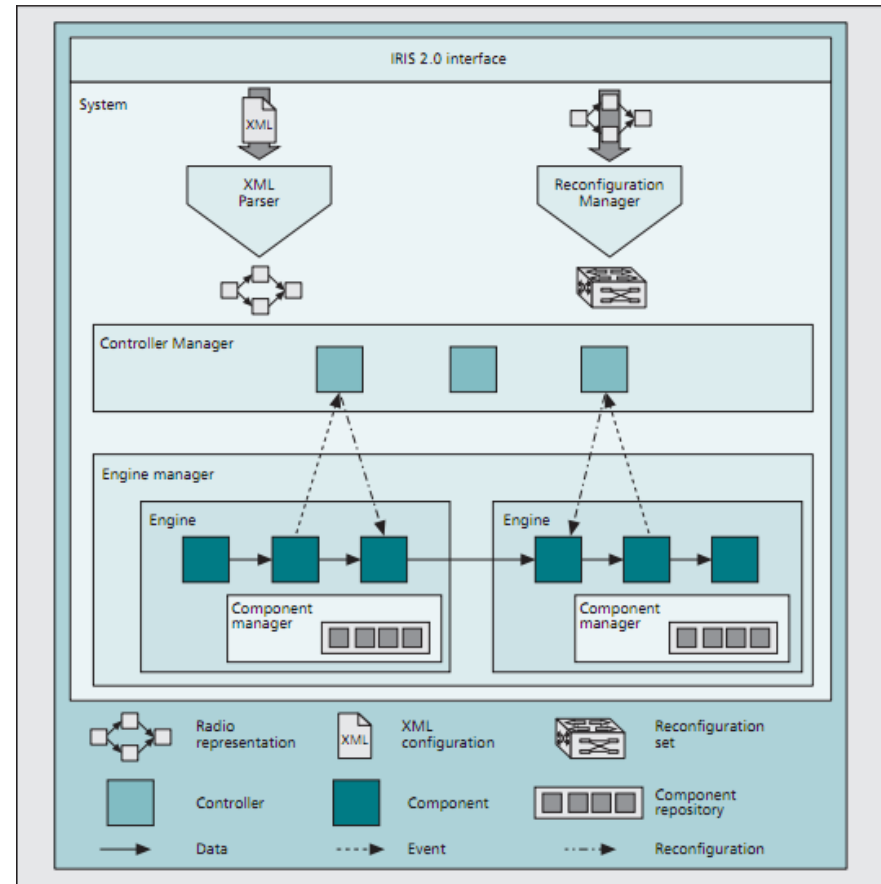 IRIS 2.0 interface
System
XML
XML
Parser
Reconfiguration
Manager
Controller Manager
Engine manager
Engine
Engine
Component
manager
Component
manager
Radio
representation
XML
XML
configuration
Reconfiguration
set
Controller
Component
Component
repository
Data
Event
Reconfiguration